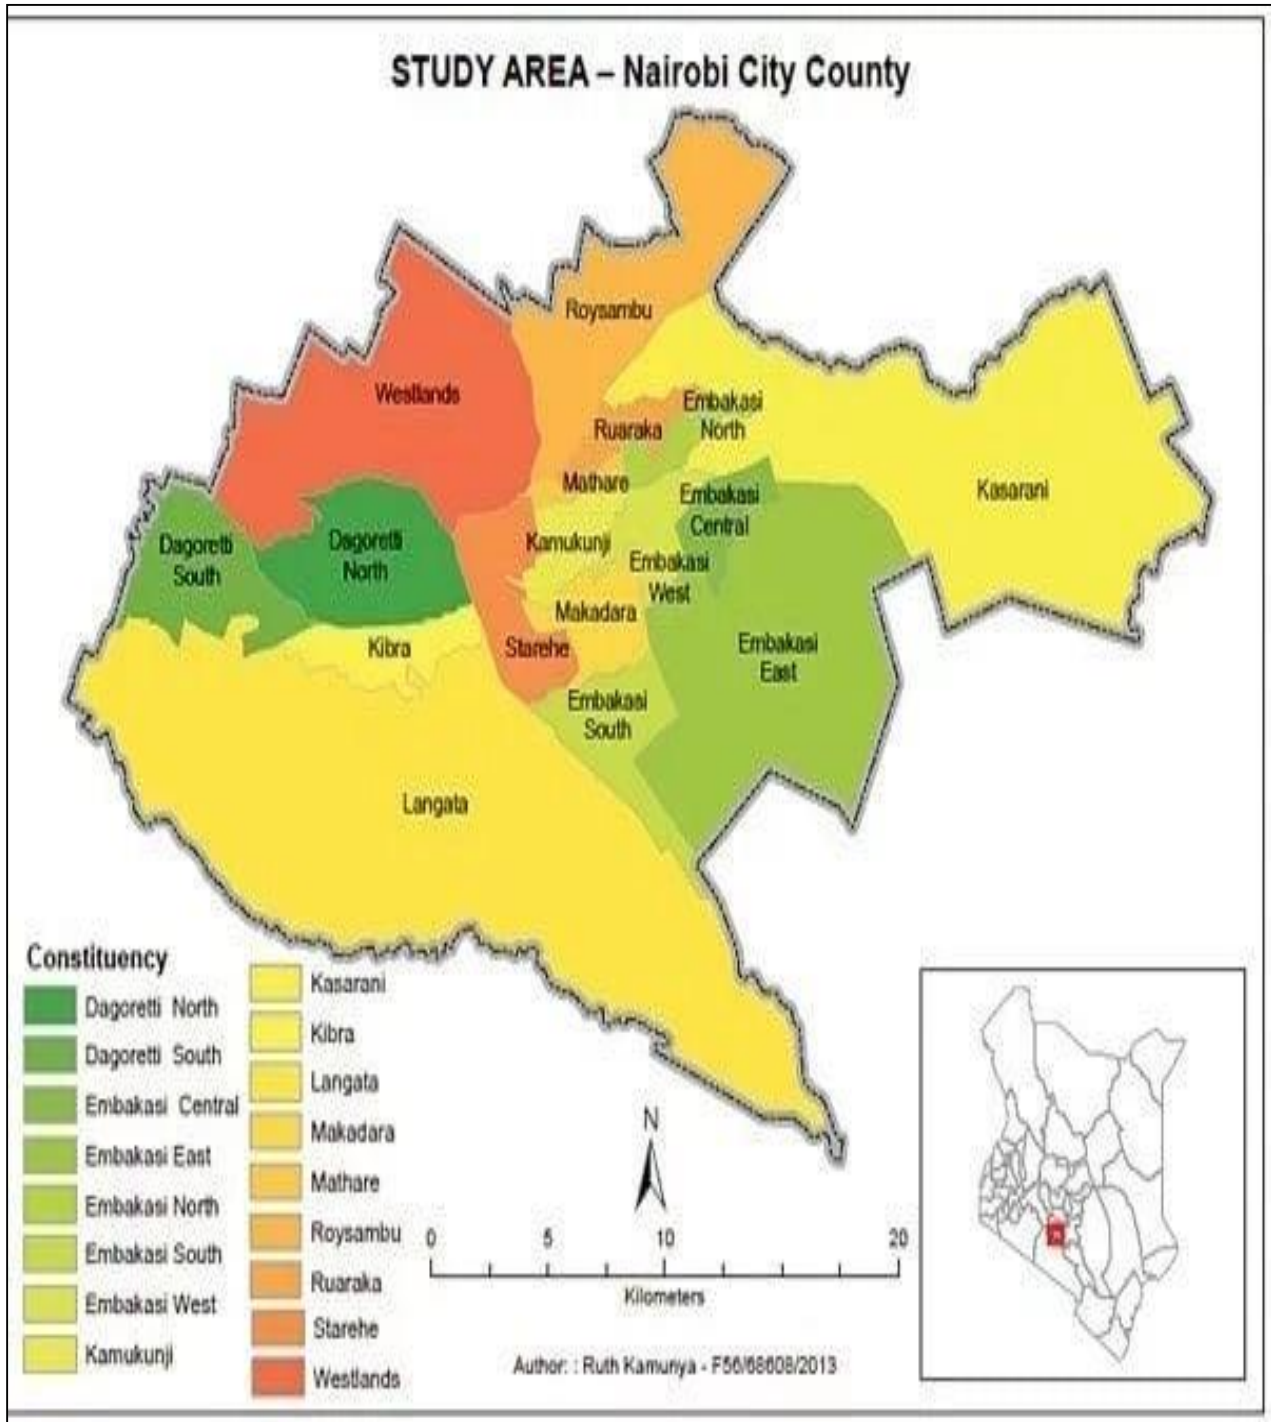 STUDY AREA – Nairobi City County
Roysambu
Westlands
Embakasi
North
Ruaraka
Mathare
Embakasi
Central
Kasarani
Dagoretti
South
Dagoretti
North
Kamukunji
Embakasi
West
Makadara
Kibra
Starehe
Embakasi
East
Embakasi
South
Langata
Constituency
Dagoretti North
Dagoretti South
Embakasi Central
Embakasi East
Embakasi North
Embakasi South
Embakasi West
Kamukunji
Kasarani
Kibra
Langata
Makadara
Mathare
Roysambu
Ruaraka
Starehe
Westlands
N
0 5 10 20
Kilometers
Author: : Ruth Kamunya - F56/68608/2013